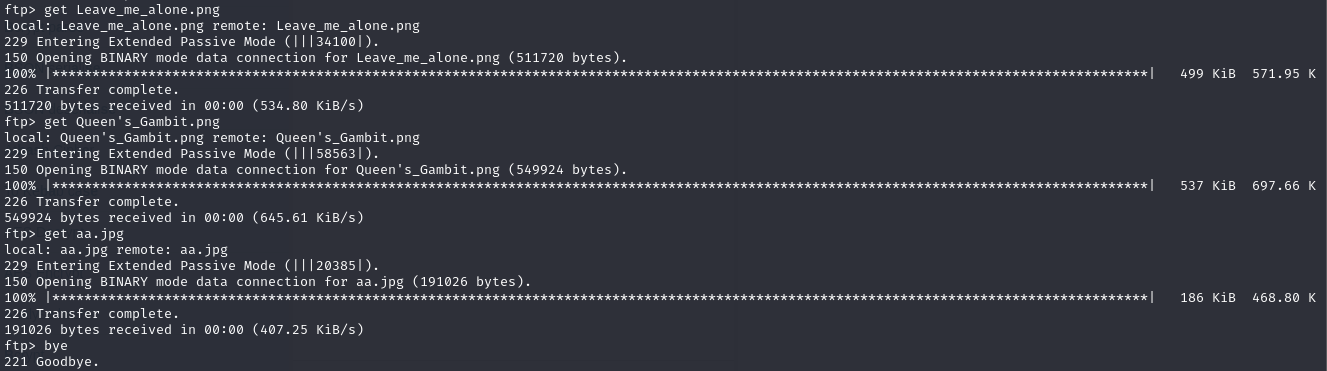 ftp> get Leave_me_alone.png
local: Leave_me_alone.png remote: Leave_me_alone.png
229 Entering Extended Passive Mode (|||34100|).
150 Opening BINARY mode data connection for Leave_me_alone.png (511720 bytes).
100% |*******************************************************************************************************************************************| 499 KiB 571.95 K
226 Transfer complete.
511720 bytes received in 00:00 (534.80 KiB/s)
ftp> get Queen's_Gambit.png
local: Queen's_Gambit.png remote: Queen's_Gambit.png
229 Entering Extended Passive Mode (|||58563|).
150 Opening BINARY mode data connection for Queen's_Gambit.png (549924 bytes).
100% |*******************************************************************************************************************************************| 537 KiB 697.66 K
226 Transfer complete.
549924 bytes received in 00:00 (645.61 KiB/s)
ftp> get aa.jpg
local: aa.jpg remote: aa.jpg
229 Entering Extended Passive Mode (|||20385|).
150 Opening BINARY mode data connection for aa.jpg (191026 bytes).
100% |*******************************************************************************************************************************************| 186 KiB 468.80 K
226 Transfer complete.
191026 bytes received in 00:00 (407.25 KiB/s)
ftp> bye
221 Goodbye.